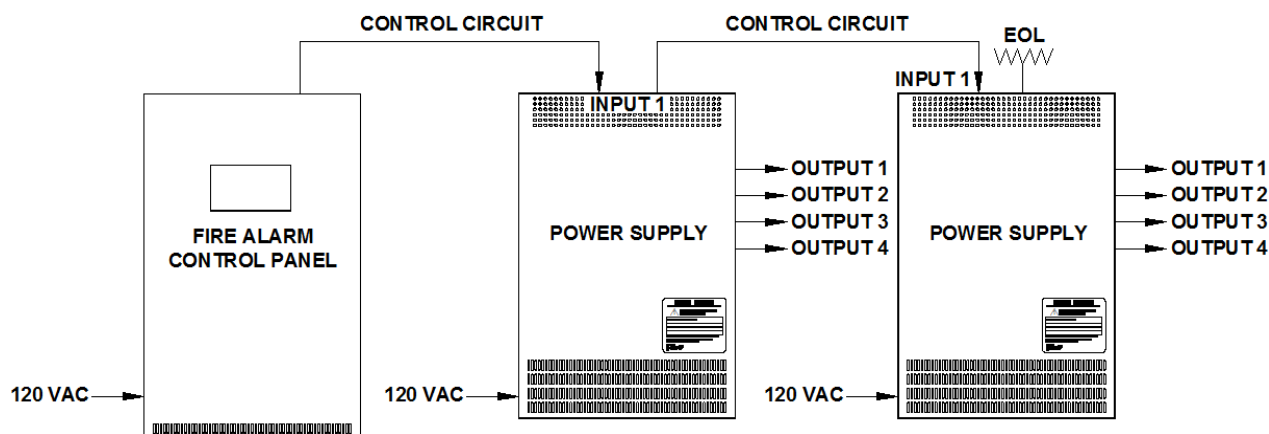 CONTROL CIRCUIT
CONTROL CIRCUIT
EOL
INPUT 1
INPUT 1
OUTPUT 1
OUTPUT 2
OUTPUT 3
OUTPUT 4
OUTPUT 1
OUTPUT 2
OUTPUT 3
OUTPUT 4
FIRE ALARM
CONTROL PANEL
POWER SUPPLY
POWER SUPPLY
120 VAC
120 VAC
120 VAC